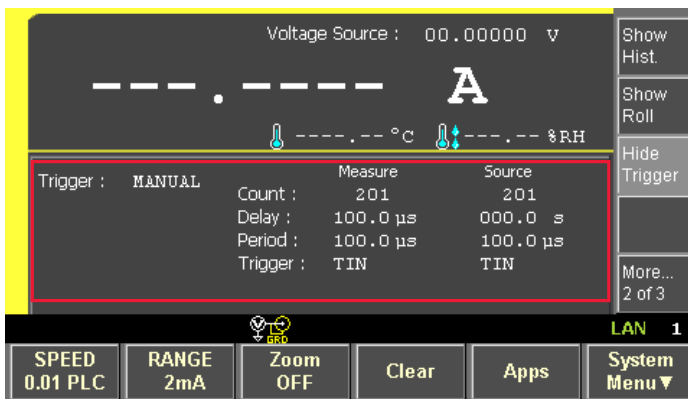 Voltage Source : 00.00000 V
---.---- A
----.-- °C ---.-- %RH
Trigger : MANUAL
Measure Source
Count : 201 201
Delay : 100.0 µs 000.0 s
Period : 100.0 µs 100.0 µs
Trigger : TIN TIN
Show
Hist.
Show
Roll
Hide
Trigger
More...
2 of 3
V GRD
LAN 1
SPEED
0.01 PLC
RANGE
2mA
Zoom
OFF
Clear
Apps
System
Menu▼